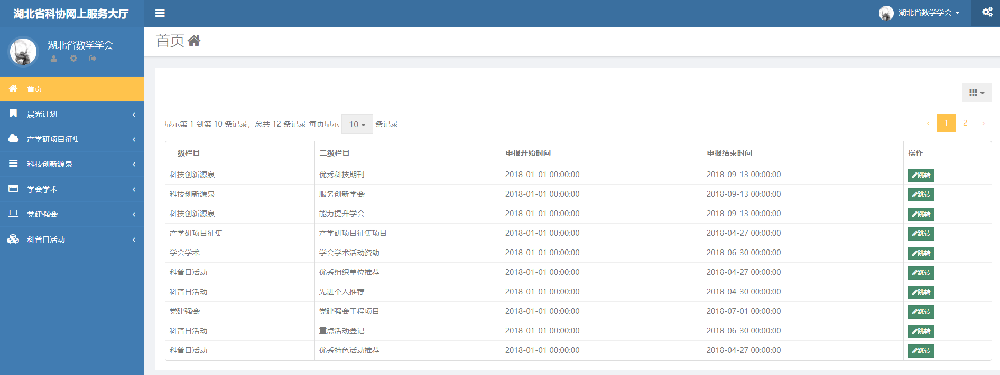 湖北省科协网上服务大厅
湖北省数学学会
湖北省数学学会
首页
首页
晨光计划
产学研项目征集
科技创新源泉
学会学术
党建强会
科普日活动
显示第 1 到第 10 条记录，总共 12 条记录 每页显示 10 条记录
‹ 1 2 ›
一级栏目 二级栏目 申报开始时间 申报结束时间 操作
科技创新源泉 优秀科技期刊 2018-01-01 00:00:00 2018-09-13 00:00:00 跳转
科技创新源泉 服务创新学会 2018-01-01 00:00:00 2018-09-13 00:00:00 跳转
科技创新源泉 能力提升学会 2018-01-01 00:00:00 2018-09-13 00:00:00 跳转
产学研项目征集 产学研项目征集项目 2018-01-01 00:00:00 2018-04-27 00:00:00 跳转
学会学术 学会学术活动资助 2018-01-01 00:00:00 2018-06-30 00:00:00 跳转
科普日活动 优秀组织单位推荐 2018-01-01 00:00:00 2018-04-27 00:00:00 跳转
科普日活动 先进个人推荐 2018-01-01 00:00:00 2018-04-30 00:00:00 跳转
党建强会 党建强会工程项目 2018-01-01 00:00:00 2018-07-01 00:00:00 跳转
科普日活动 重点活动登记 2018-01-01 00:00:00 2018-06-30 00:00:00 跳转
科普日活动 优秀特色活动推荐 2018-01-01 00:00:00 2018-04-27 00:00:00 跳转